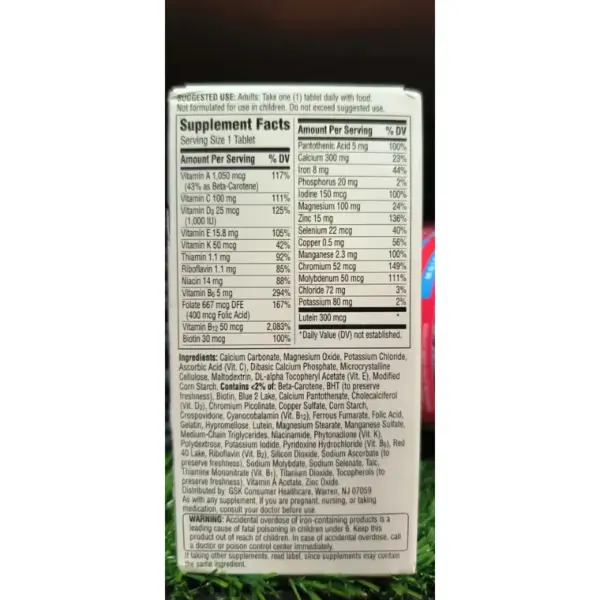 SUGGESTED USE: Adults: Take one (1) tablet daily with food.
Not formulated for use in children. Do not exceed suggested use.
Supplement Facts
Serving Size 1 Tablet
Amount Per Serving % DV
Vitamin A 1,050 mcg 117%
(43% as Beta-Carotene)
Vitamin C 100 mg 111%
Vitamin D3 25 mcg 125%
(1,000 IU)
Vitamin E 15.8 mg 105%
Vitamin K 50 mcg 42%
Thiamin 1.1 mg 92%
Riboflavin 1.1 mg 85%
Niacin 14 mg 88%
Vitamin B6 5 mg 294%
Folate 667 mcg DFE 167%
(400 mcg Folic Acid)
Vitamin B12 50 mcg 2,083%
Biotin 30 mcg 100%
Amount Per Serving % DV
Pantothenic Acid 5 mg 100%
Calcium 300 mg 23%
Iron 8 mg 44%
Phosphorus 20 mg 2%
Iodine 150 mcg 100%
Magnesium 100 mg 24%
Zinc 15 mg 136%
Selenium 22 mcg 40%
Copper 0.5 mg 56%
Manganese 2.3 mg 100%
Chromium 52 mcg 149%
Molybdenum 50 mcg 111%
Chloride 72 mg 3%
Potassium 80 mg 2%
Lutein 300 mcg *
*Daily Value (DV) not established.
Ingredients: Calcium Carbonate, Magnesium Oxide, Potassium Chloride,
Ascorbic Acid (Vit. C), Dibasic Calcium Phosphate, Microcrystalline
Cellulose, Maltodextrin, DL-alpha Tocopheryl Acetate (Vit. E), Modified
Corn Starch. Contains <2% of: Beta-Carotene, BHT (to preserve
freshness), Biotin, Blue 2 Lake, Calcium Pantothenate, Cholecalciferol
(Vit. D3), Chromium Picolinate, Copper Sulfate, Corn Starch,
Crospovidone, Cyanocobalamin (Vit. B12), Ferrous Fumarate, Folic Acid,
Gelatin, Hypromellose, Lutein, Magnesium Stearate, Manganese Sulfate,
Medium-Chain Triglycerides, Niacinamide, Phytonadione (Vit. K),
Polydextrose, Potassium Iodide, Pyridoxine Hydrochloride (Vit. B6), Red
40 Lake, Riboflavin (Vit. B2), Silicon Dioxide, Sodium Ascorbate (to
preserve freshness), Sodium Molybdate, Sodium Selenate, Talc,
Thiamine Mononitrate (Vit. B1), Titanium Dioxide, Tocopherols (to
preserve freshness), Vitamin A Acetate, Zinc Oxide.
Distributed by: GSK Consumer Healthcare, Warren, NJ 07059
As with any supplement, if you are pregnant, nursing, or taking
medication, consult your doctor before use.
WARNING: Accidental overdose of iron-containing products is a
leading cause of fatal poisoning in children under 6. Keep this
product out of reach of children. In case of accidental overdose, call
a doctor or poison control center immediately.
If taking other supplements, read label, since supplements may contain
the same ingredient.